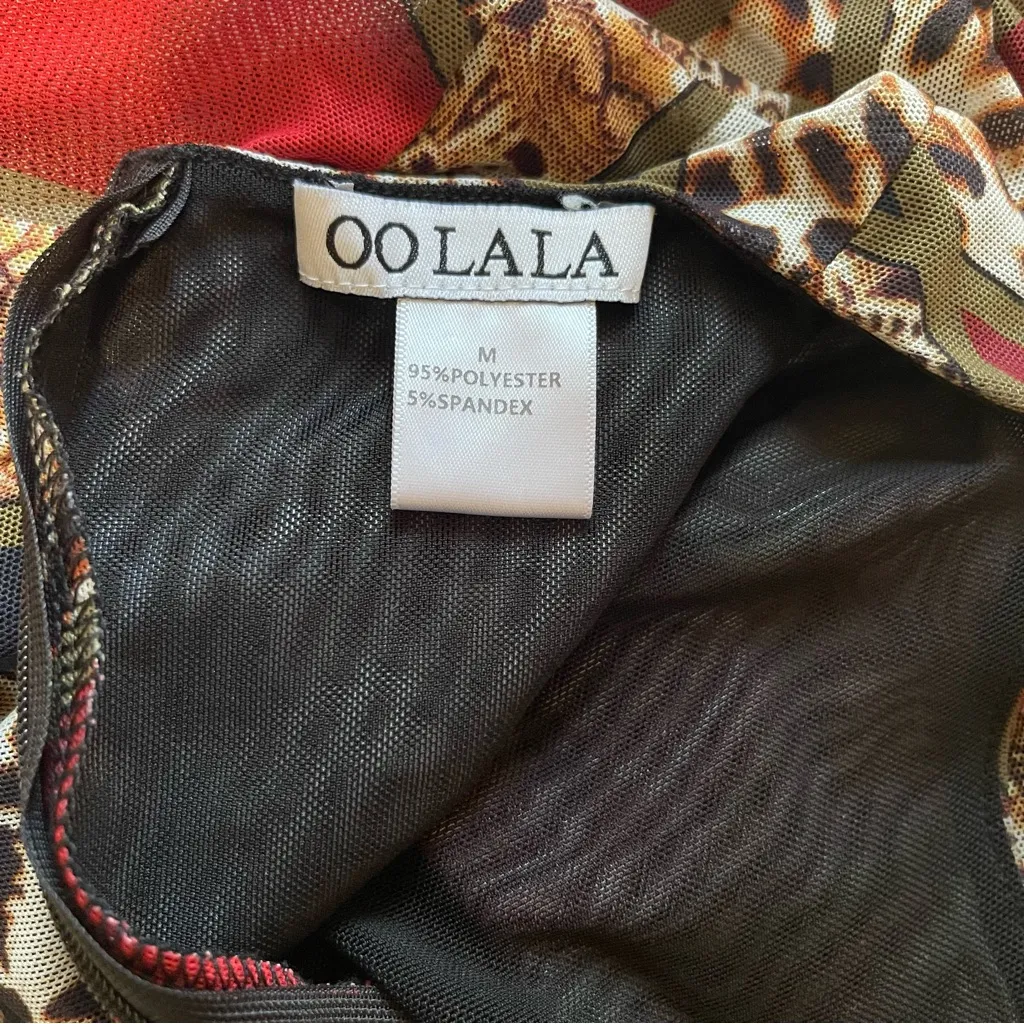 OO LALA
M
95%POLYESTER
5%SPANDEX